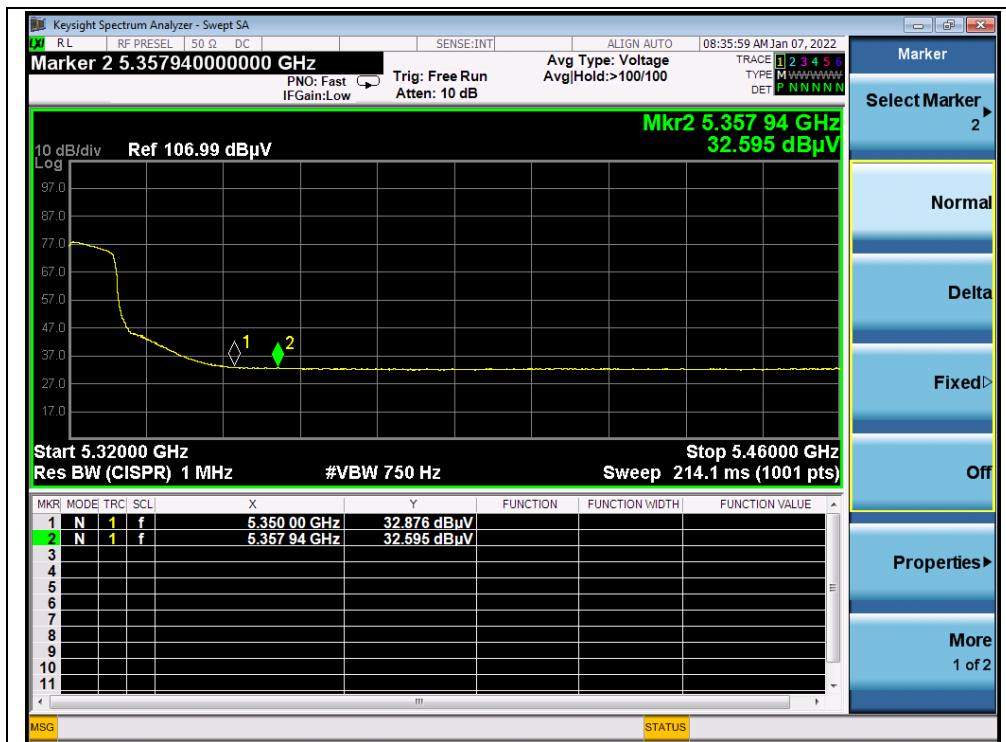 Keysight Spectrum Analyzer - Swept SA
LXI RL RF PRESEL 50 Ω DC SENSE:INT ALIGN AUTO 08:35:59 AM Jan 07, 2022
Marker 2 5.357940000000 GHz
PNO: Fast
IFGain:Low
Trig: Free Run
Atten: 10 dB
Avg Type: Voltage
Avg|Hold:>100/100
TRACE 1 2 3 4 5 6
TYPE M WWWWW
DET P N N N N N
Mkr2 5.357 94 GHz
32.595 dBµV
10 dB/div Ref 106.99 dBµV
Log
97.0
87.0
77.0
67.0
57.0
47.0
37.0
27.0
17.0
1
2
Start 5.32000 GHz Stop 5.46000 GHz
Res BW (CISPR) 1 MHz #VBW 750 Hz Sweep 214.1 ms (1001 pts)
MKR MODE TRC SCL X Y FUNCTION FUNCTION WIDTH FUNCTION VALUE
1 N 1 f 5.350 00 GHz 32.876 dBµV
2 N 1 f 5.357 94 GHz 32.595 dBµV
3
4
5
6
7
8
9
10
11
MSG STATUS
Marker
Select Marker
2
Normal
Delta
Fixed
Off
Properties
More
1 of 2